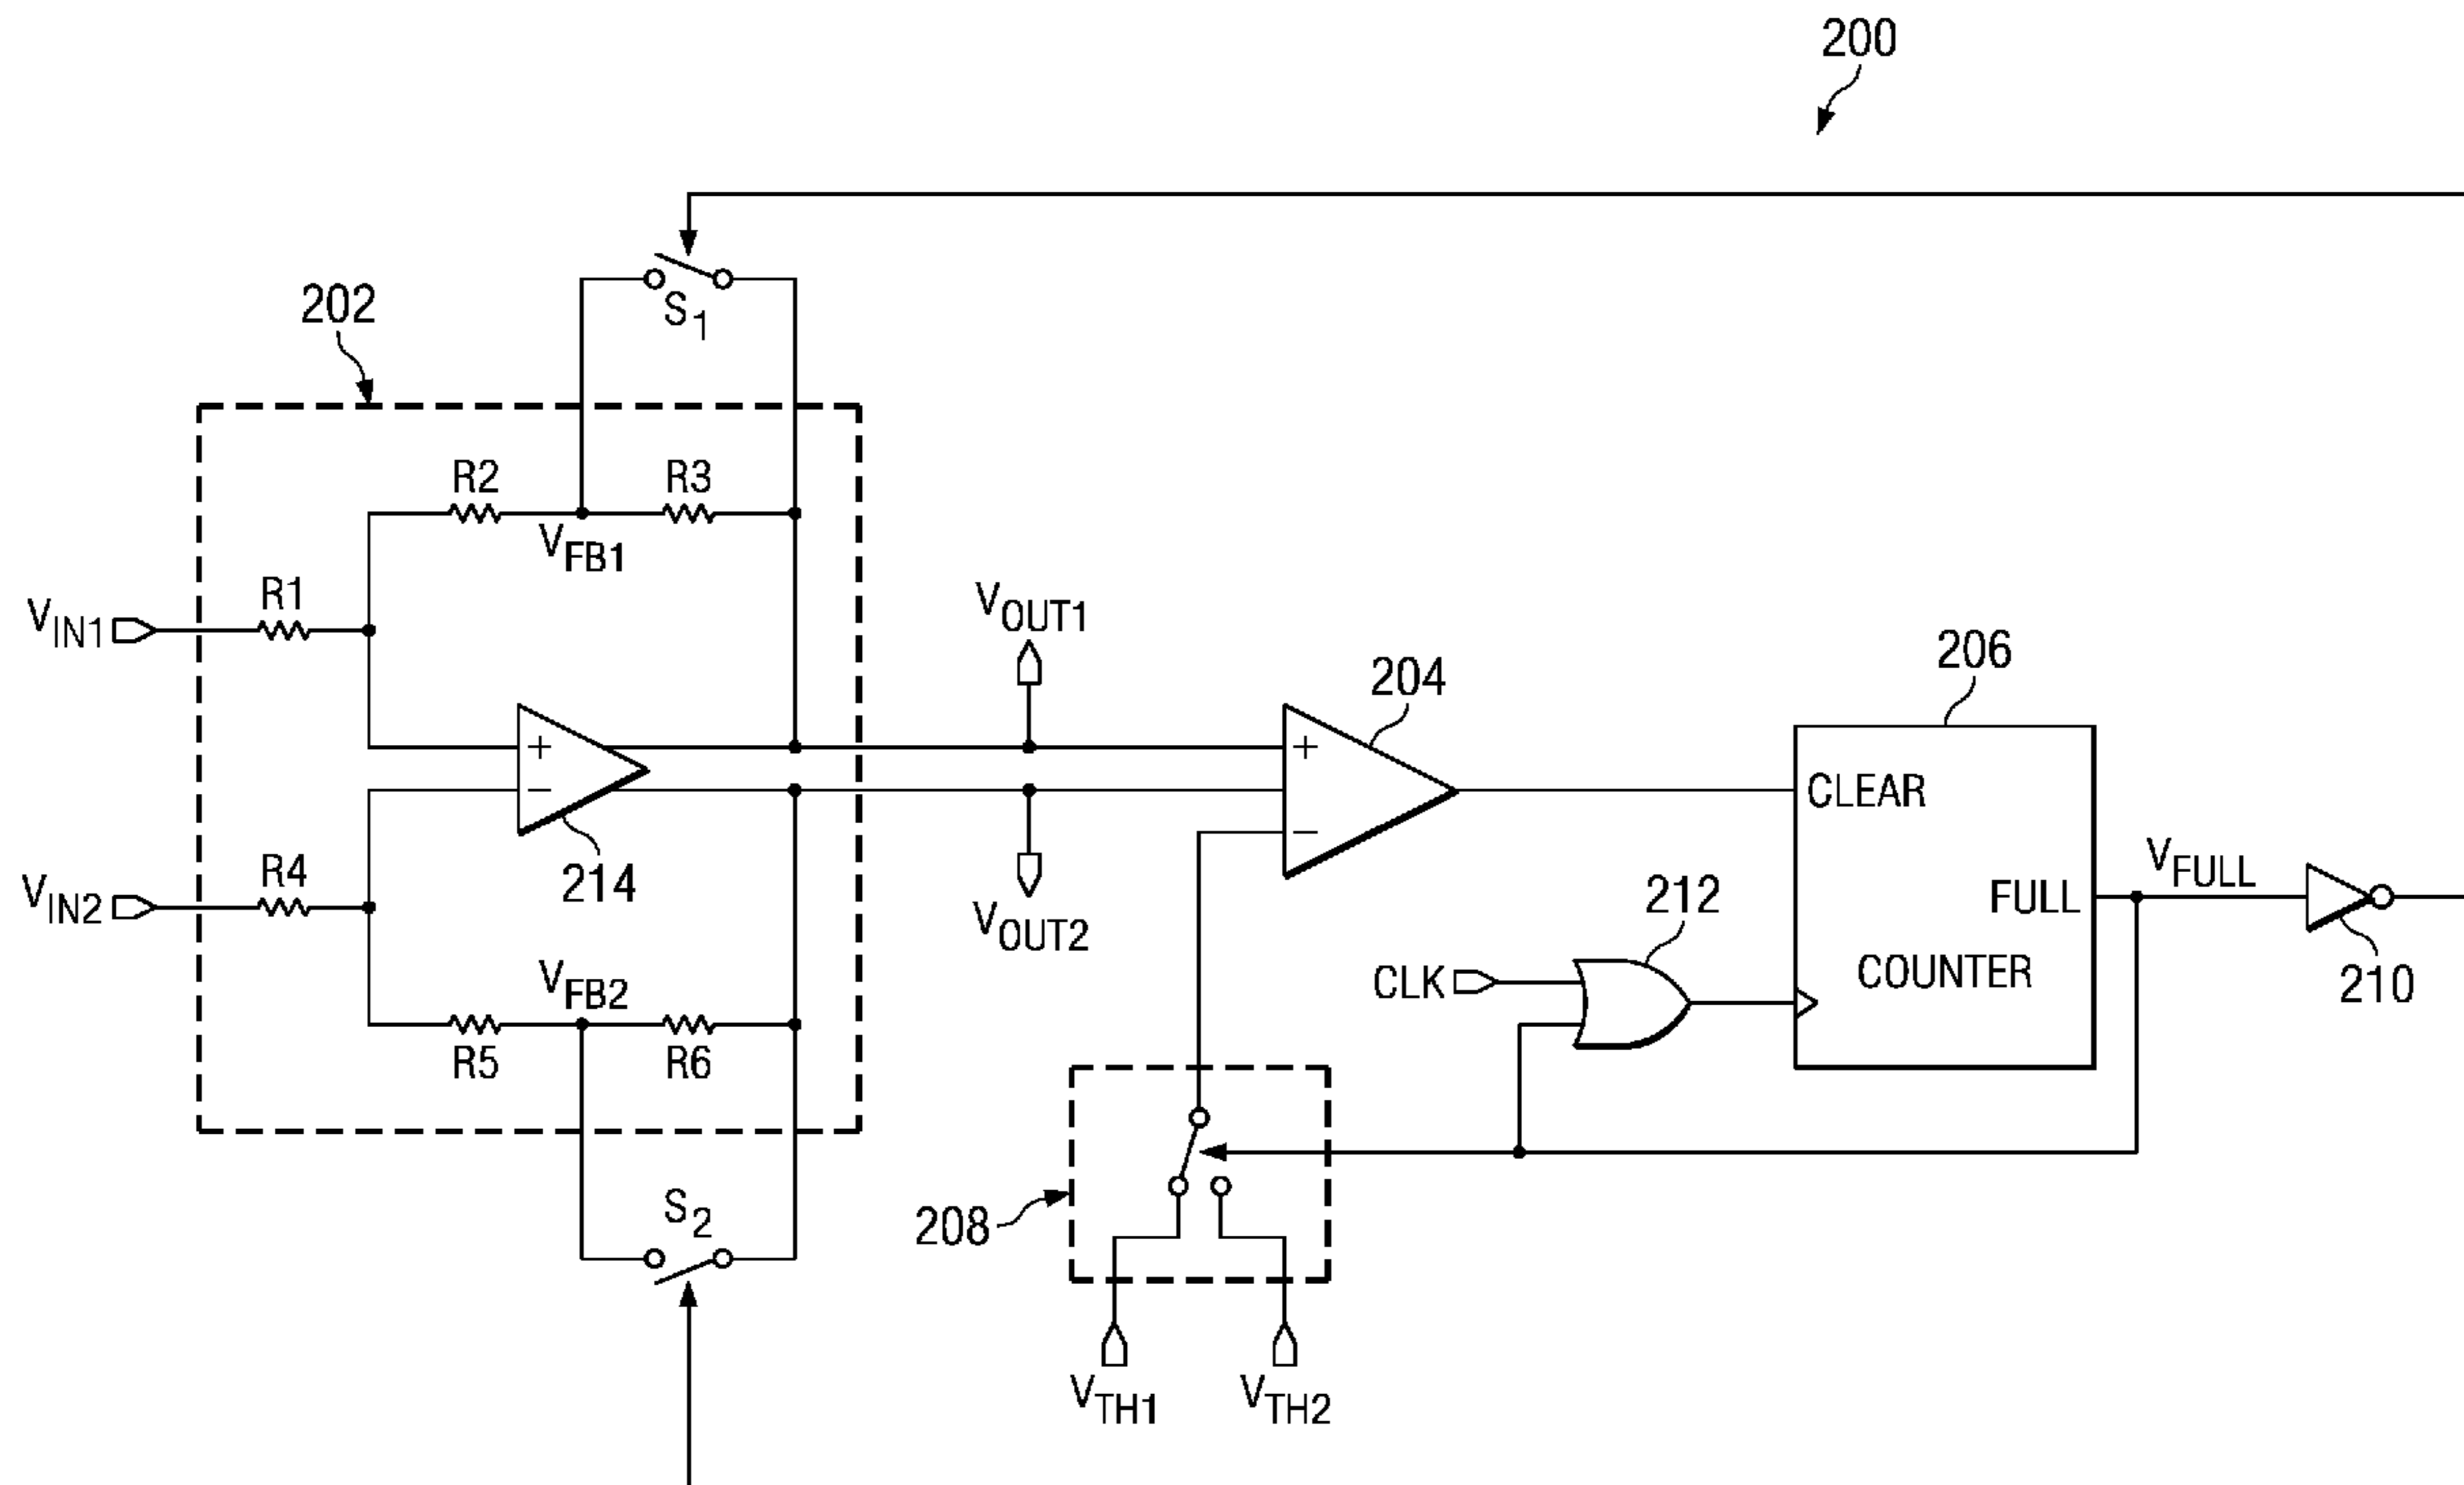 200
S1
202
R2
R3
VFB1
R1
VIN1
VOUT1
204
206
+
-
+
-
214
CLEAR
VFULL
FULL
COUNTER
210
R4
VIN2
VOUT2
212
CLK
VFB2
R5
R6
S2
208
VTH1
VTH2